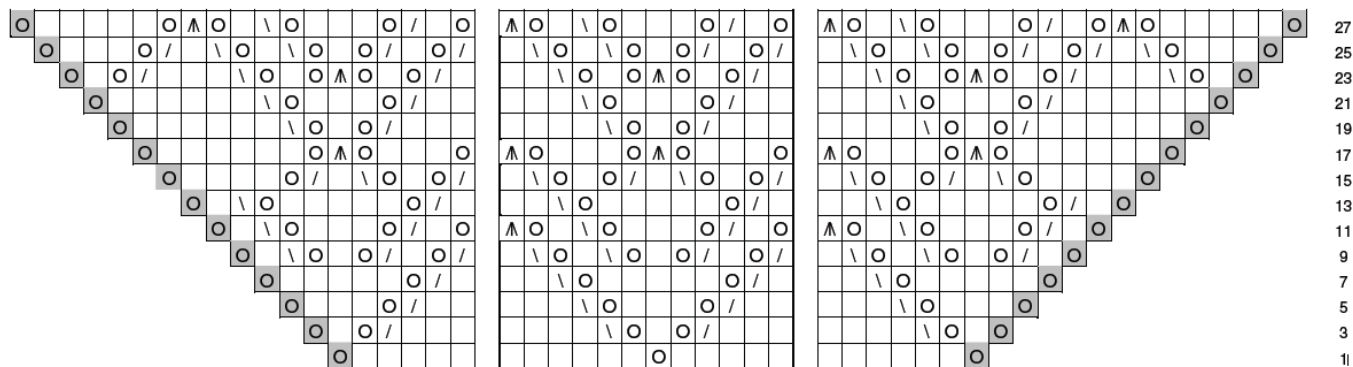 O O ⩚ O \ O O / O ⩚ O \ O O / O ⩚ O \ O O / O ⩚ O O 27
O O / \ O \ O O / O / \ O \ O O / O / \ O \ O O / O / \ O O 25
O O / \ O O ⩚ O O / \ O O ⩚ O O / \ O O ⩚ O O / \ O O 23
O \ O O / \ O O / \ O O / O 21
O \ O O / \ O O / \ O O / O 19
O O ⩚ O O ⩚ O O ⩚ O O ⩚ O O ⩚ O O 17
O O / \ O O / \ O O / \ O O / \ O O / \ O O 15
O \ O O / \ O O / \ O O / O 13
O \ O O / O ⩚ O \ O O / O ⩚ O \ O O / O 11
O \ O O / O / \ O \ O O / O / \ O \ O O / O 9
O O / \ O O / \ O O 7
O O / \ O O / \ O O 5
O O / \ O O / \ O O 3
O O O 1